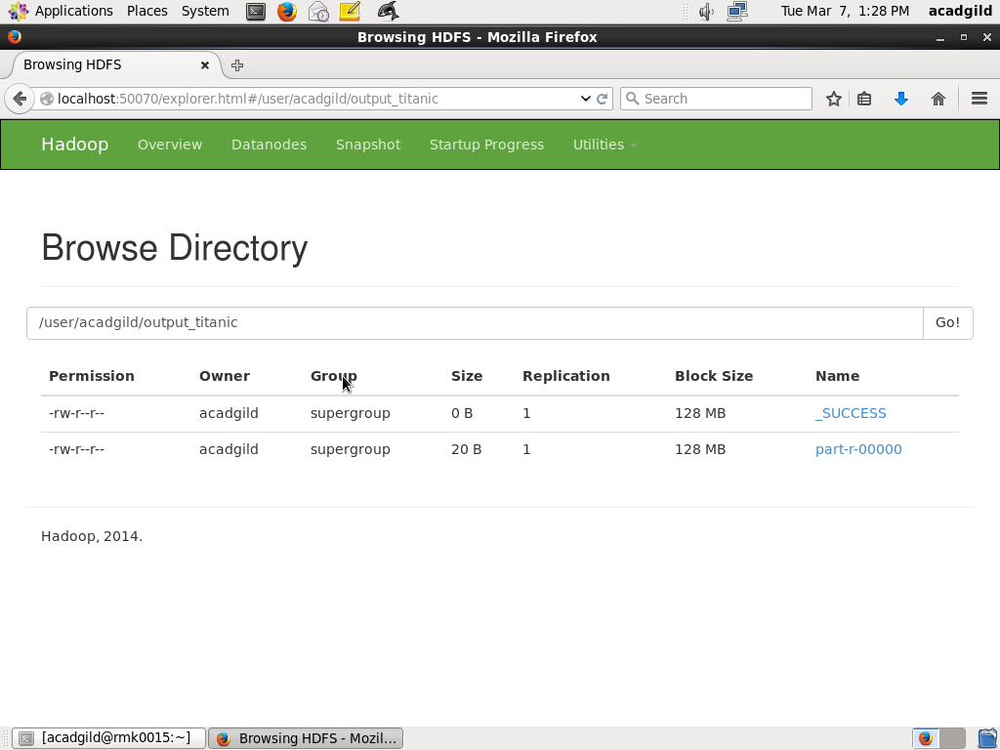 Applications Places System Tue Mar 7, 1:28 PM acadgild
Browsing HDFS - Mozilla Firefox
Browsing HDFS
localhost:50070/explorer.html#/user/acadgild/output_titanic Search
Hadoop Overview Datanodes Snapshot Startup Progress Utilities
Browse Directory
/user/acadgild/output_titanic Go!
Permission Owner Group Size Replication Block Size Name
-rw-r--r-- acadgild supergroup 0 B 1 128 MB _SUCCESS
-rw-r--r-- acadgild supergroup 20 B 1 128 MB part-r-00000
Hadoop, 2014.
[acadgild@rmk0015:~] Browsing HDFS - Mozil...